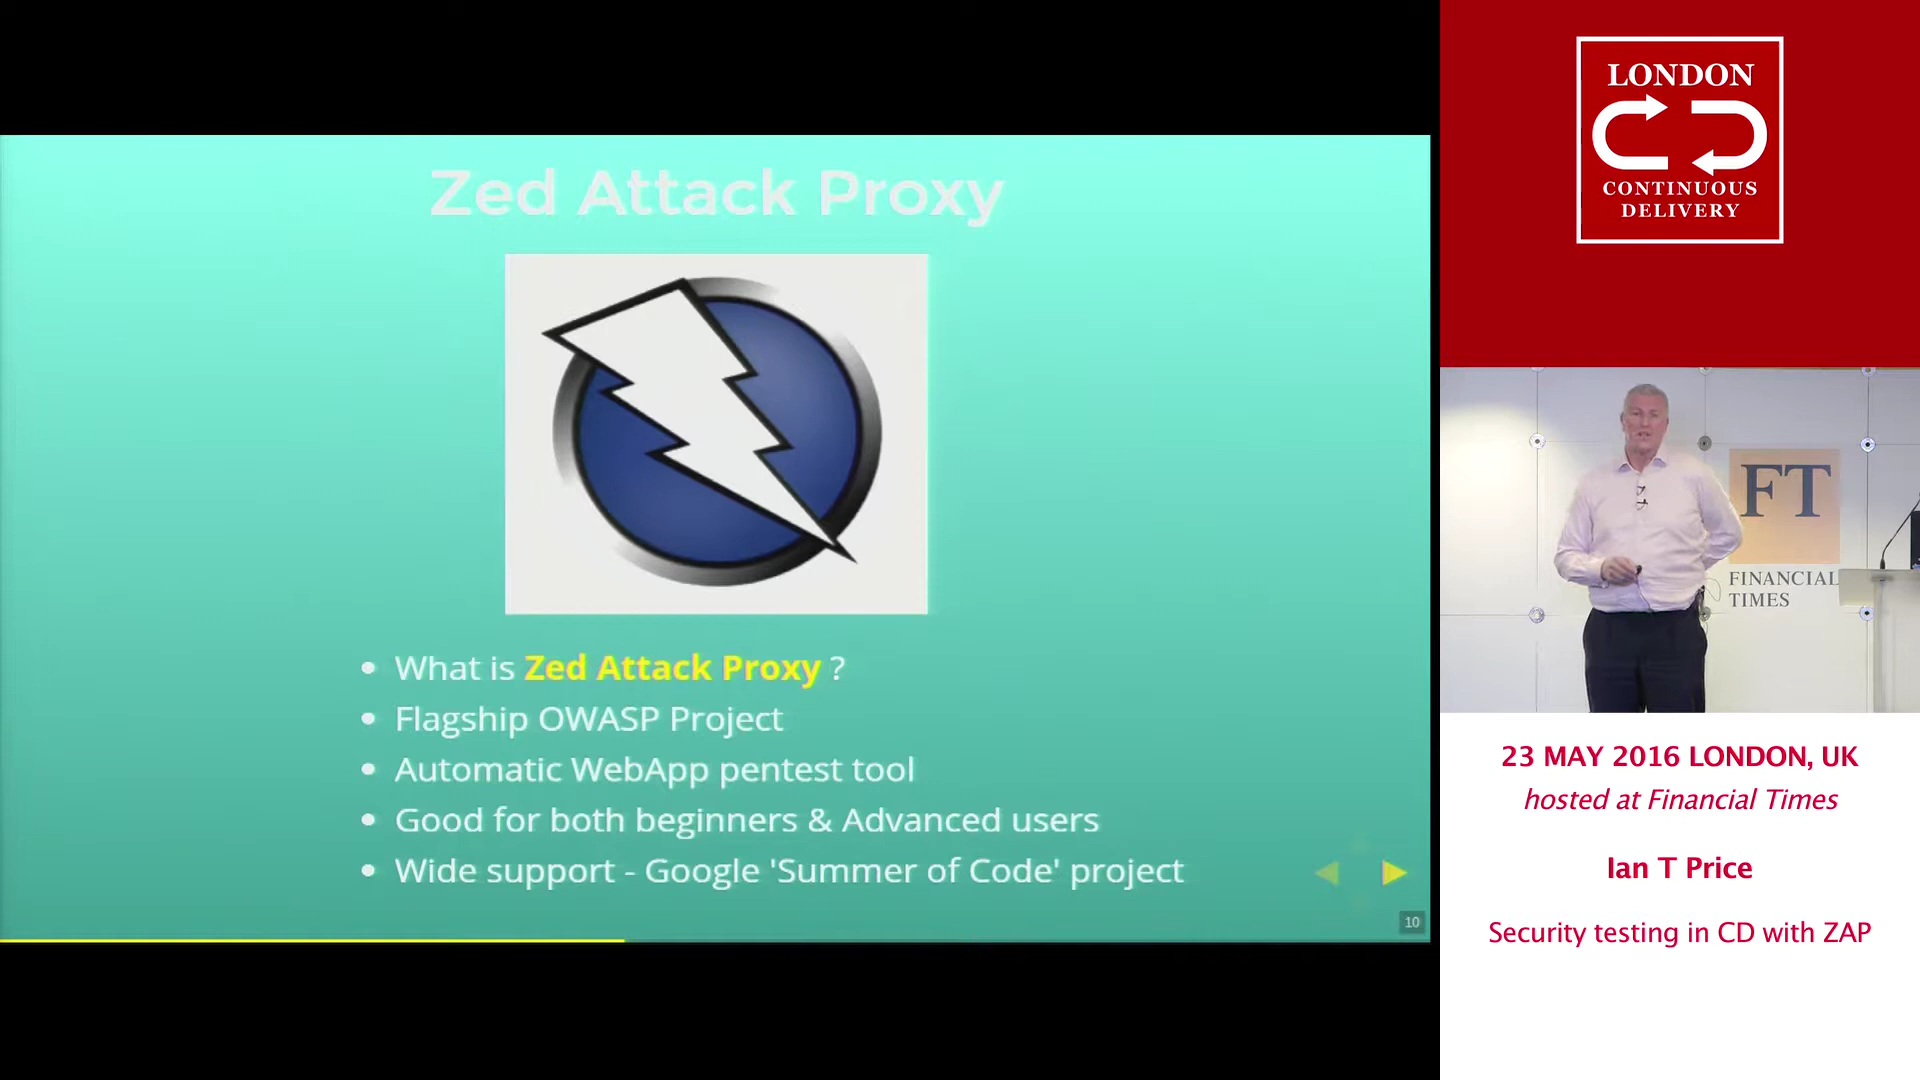 Zed Attack Proxy
What is Zed Attack Proxy ?
Flagship OWASP Project
Automatic WebApp pentest tool
Good for both beginners & Advanced users
Wide support - Google 'Summer of Code' project
10
LONDON
CONTINUOUS
DELIVERY
FT
FINANCIAL
TIMES
23 MAY 2016 LONDON, UK
hosted at Financial Times
Ian T Price
Security testing in CD with ZAP